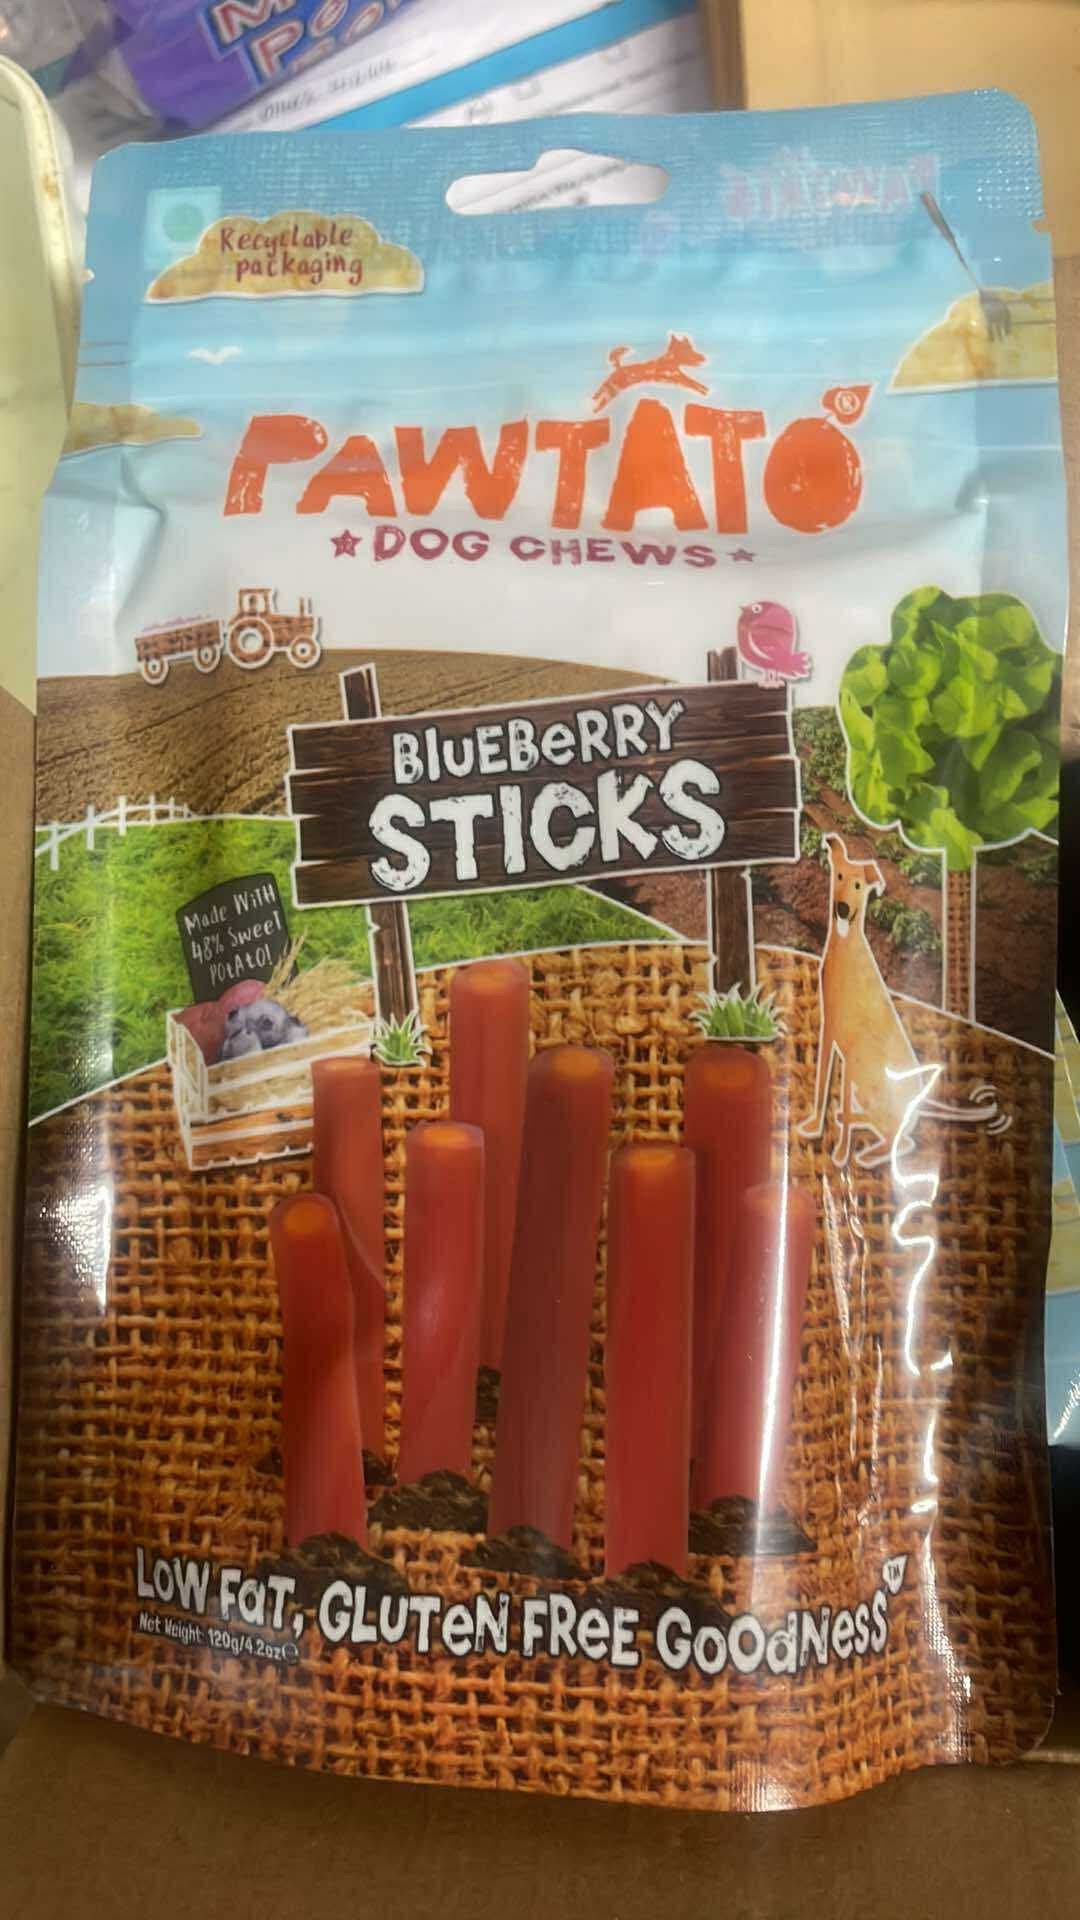 Recyclable
packaging
PAWTATO®
DOG CHEWS
BLUEBeRRY
STICKS
Made WITH
48% Sweet
POtAtO!
LOW FaT, GLUTeN FReE GoOdNess™
Net Weight 120g/4.2oz℮